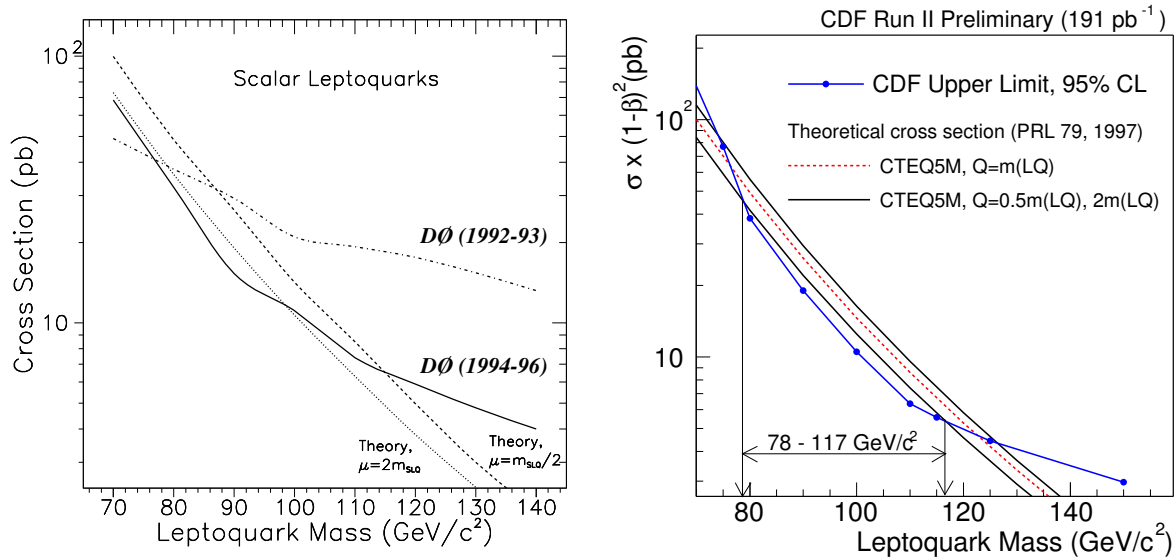 Cross Section (pb)
10²
10
Scalar Leptoquarks
DØ (1992-93)
DØ (1994-96)
Theory,
μ=2m_SLQ
Theory,
μ=m_SLQ/2
70 80 90 100 110 120 130 140
Leptoquark Mass (GeV/c²)
CDF Run II Preliminary (191 pb⁻¹)
σ x (1-β)²(pb)
10²
10
CDF Upper Limit, 95% CL
Theoretical cross section (PRL 79, 1997)
CTEQ5M, Q=m(LQ)
CTEQ5M, Q=0.5m(LQ), 2m(LQ)
78 - 117 GeV/c²
80 100 120 140
Leptoquark Mass (GeV/c²)